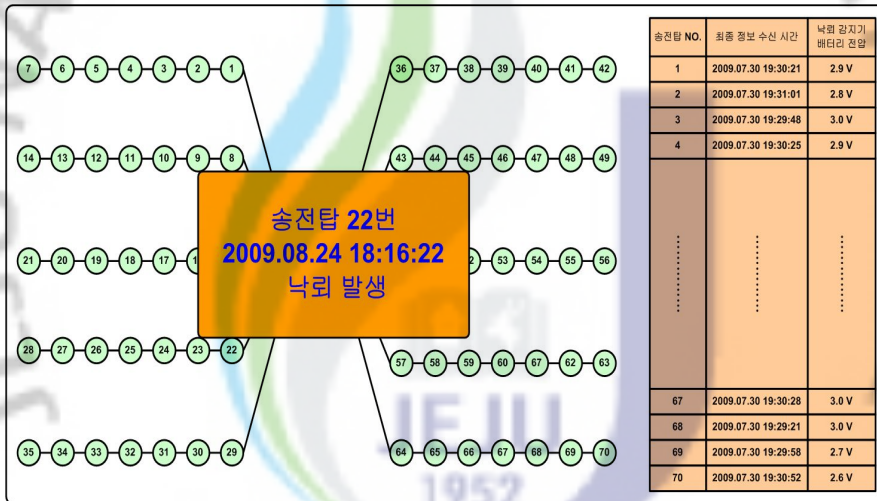 7 6 5 4 3 2 1
36 37 38 39 40 41 42
14 13 12 11 10 9 8
43 44 45 46 47 48 49
송전탑 22번
2009.08.24 18:16:22
낙뢰 발생
21 20 19 18 17
53 54 55 56
28 27 26 25 24 23 22
57 58 59 60 67 62 63
35 34 33 32 31 30 29
64 65 66 67 68 69 70
송전탑 NO. 최종 정보 수신 시간 낙뢰 감지기
배터리 전압
1 2009.07.30 19:30:21 2.9 V
2 2009.07.30 19:31:01 2.8 V
3 2009.07.30 19:29:48 3.0 V
4 2009.07.30 19:30:25 2.9 V
67 2009.07.30 19:30:28 3.0 V
68 2009.07.30 19:29:21 3.0 V
69 2009.07.30 19:29:58 2.7 V
70 2009.07.30 19:30:52 2.6 V
JEJU
1952